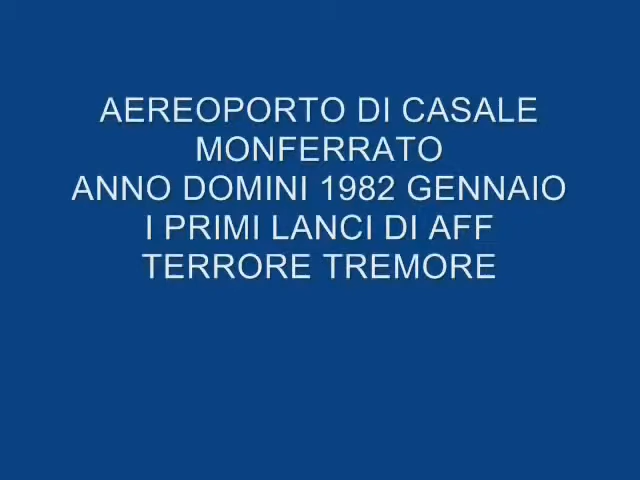 AEREOPORTO DI CASALE
MONFERRATO
ANNO DOMINI 1982 GENNAIO
I PRIMI LANCI DI AFF
TERRORE TREMORE